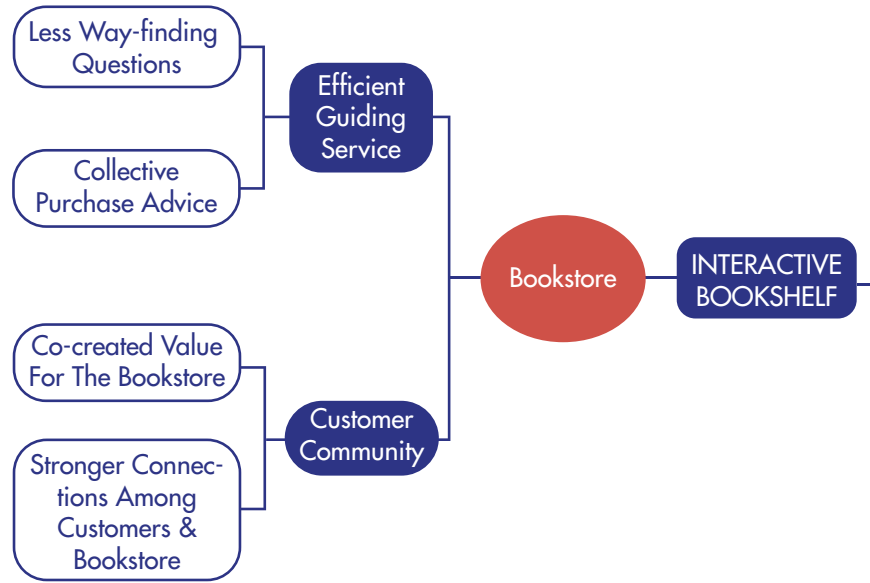 Less Way-finding
Questions
Efficient
Guiding
Service
Collective
Purchase Advice
Bookstore
INTERACTIVE
BOOKSHELF
Co-created Value
For The Bookstore
Customer
Community
Stronger Connec-
tions Among
Customers &
Bookstore